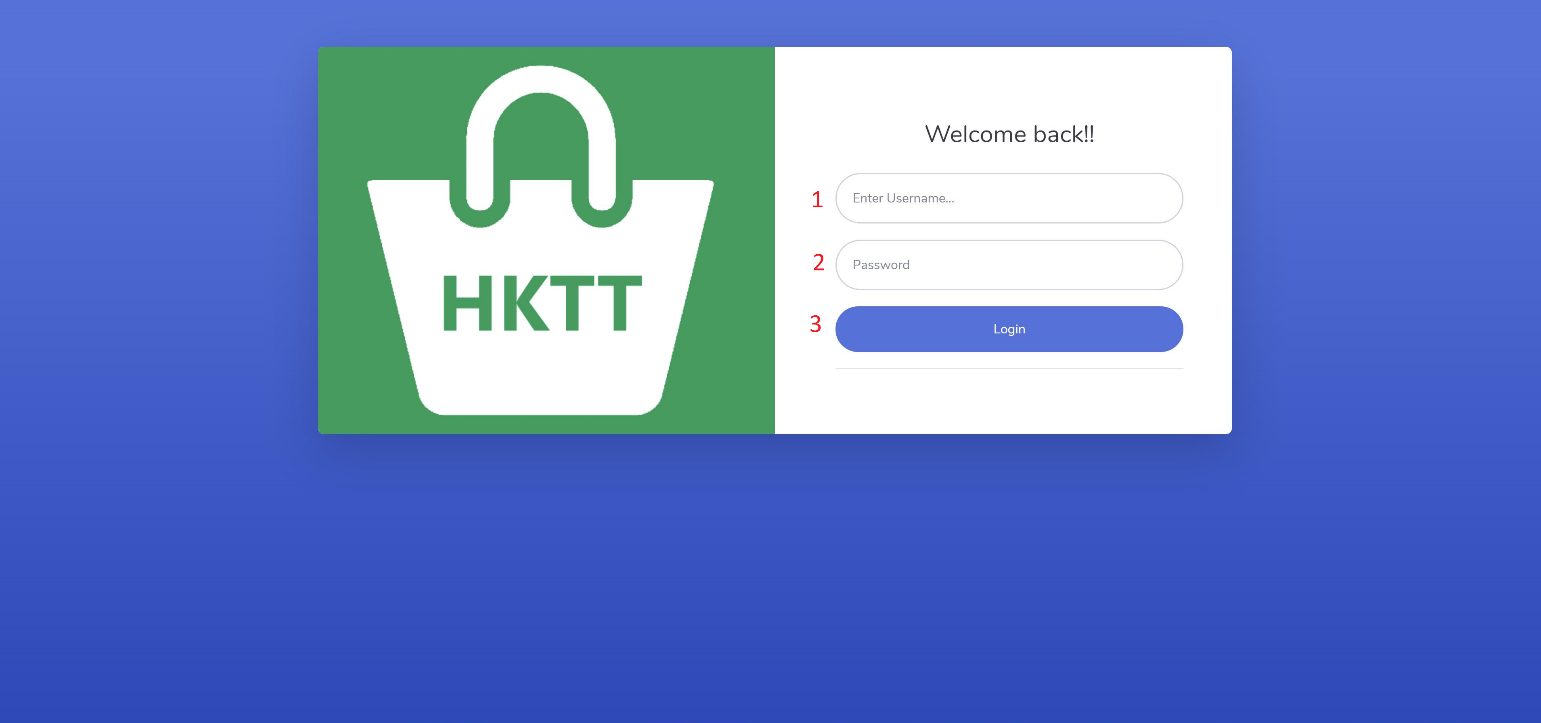 HKTT
Welcome back!!
1 Enter Username...
2 Password
3 Login